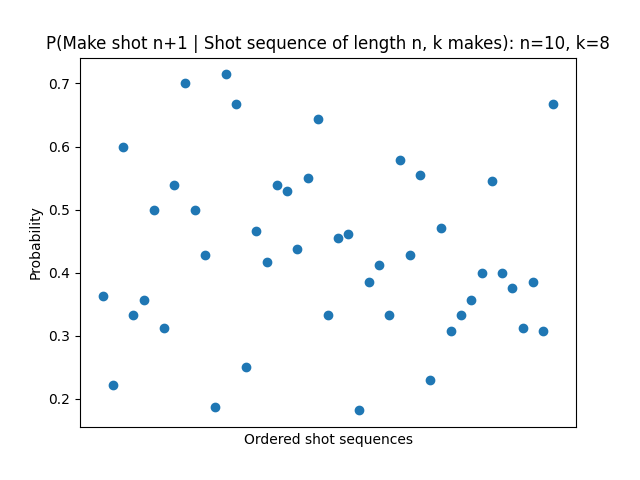 P(Make shot n+1 | Shot sequence of length n, k makes): n=10, k=8
0.7
0.6
0.5
0.4
0.3
0.2
Probability
Ordered shot sequences